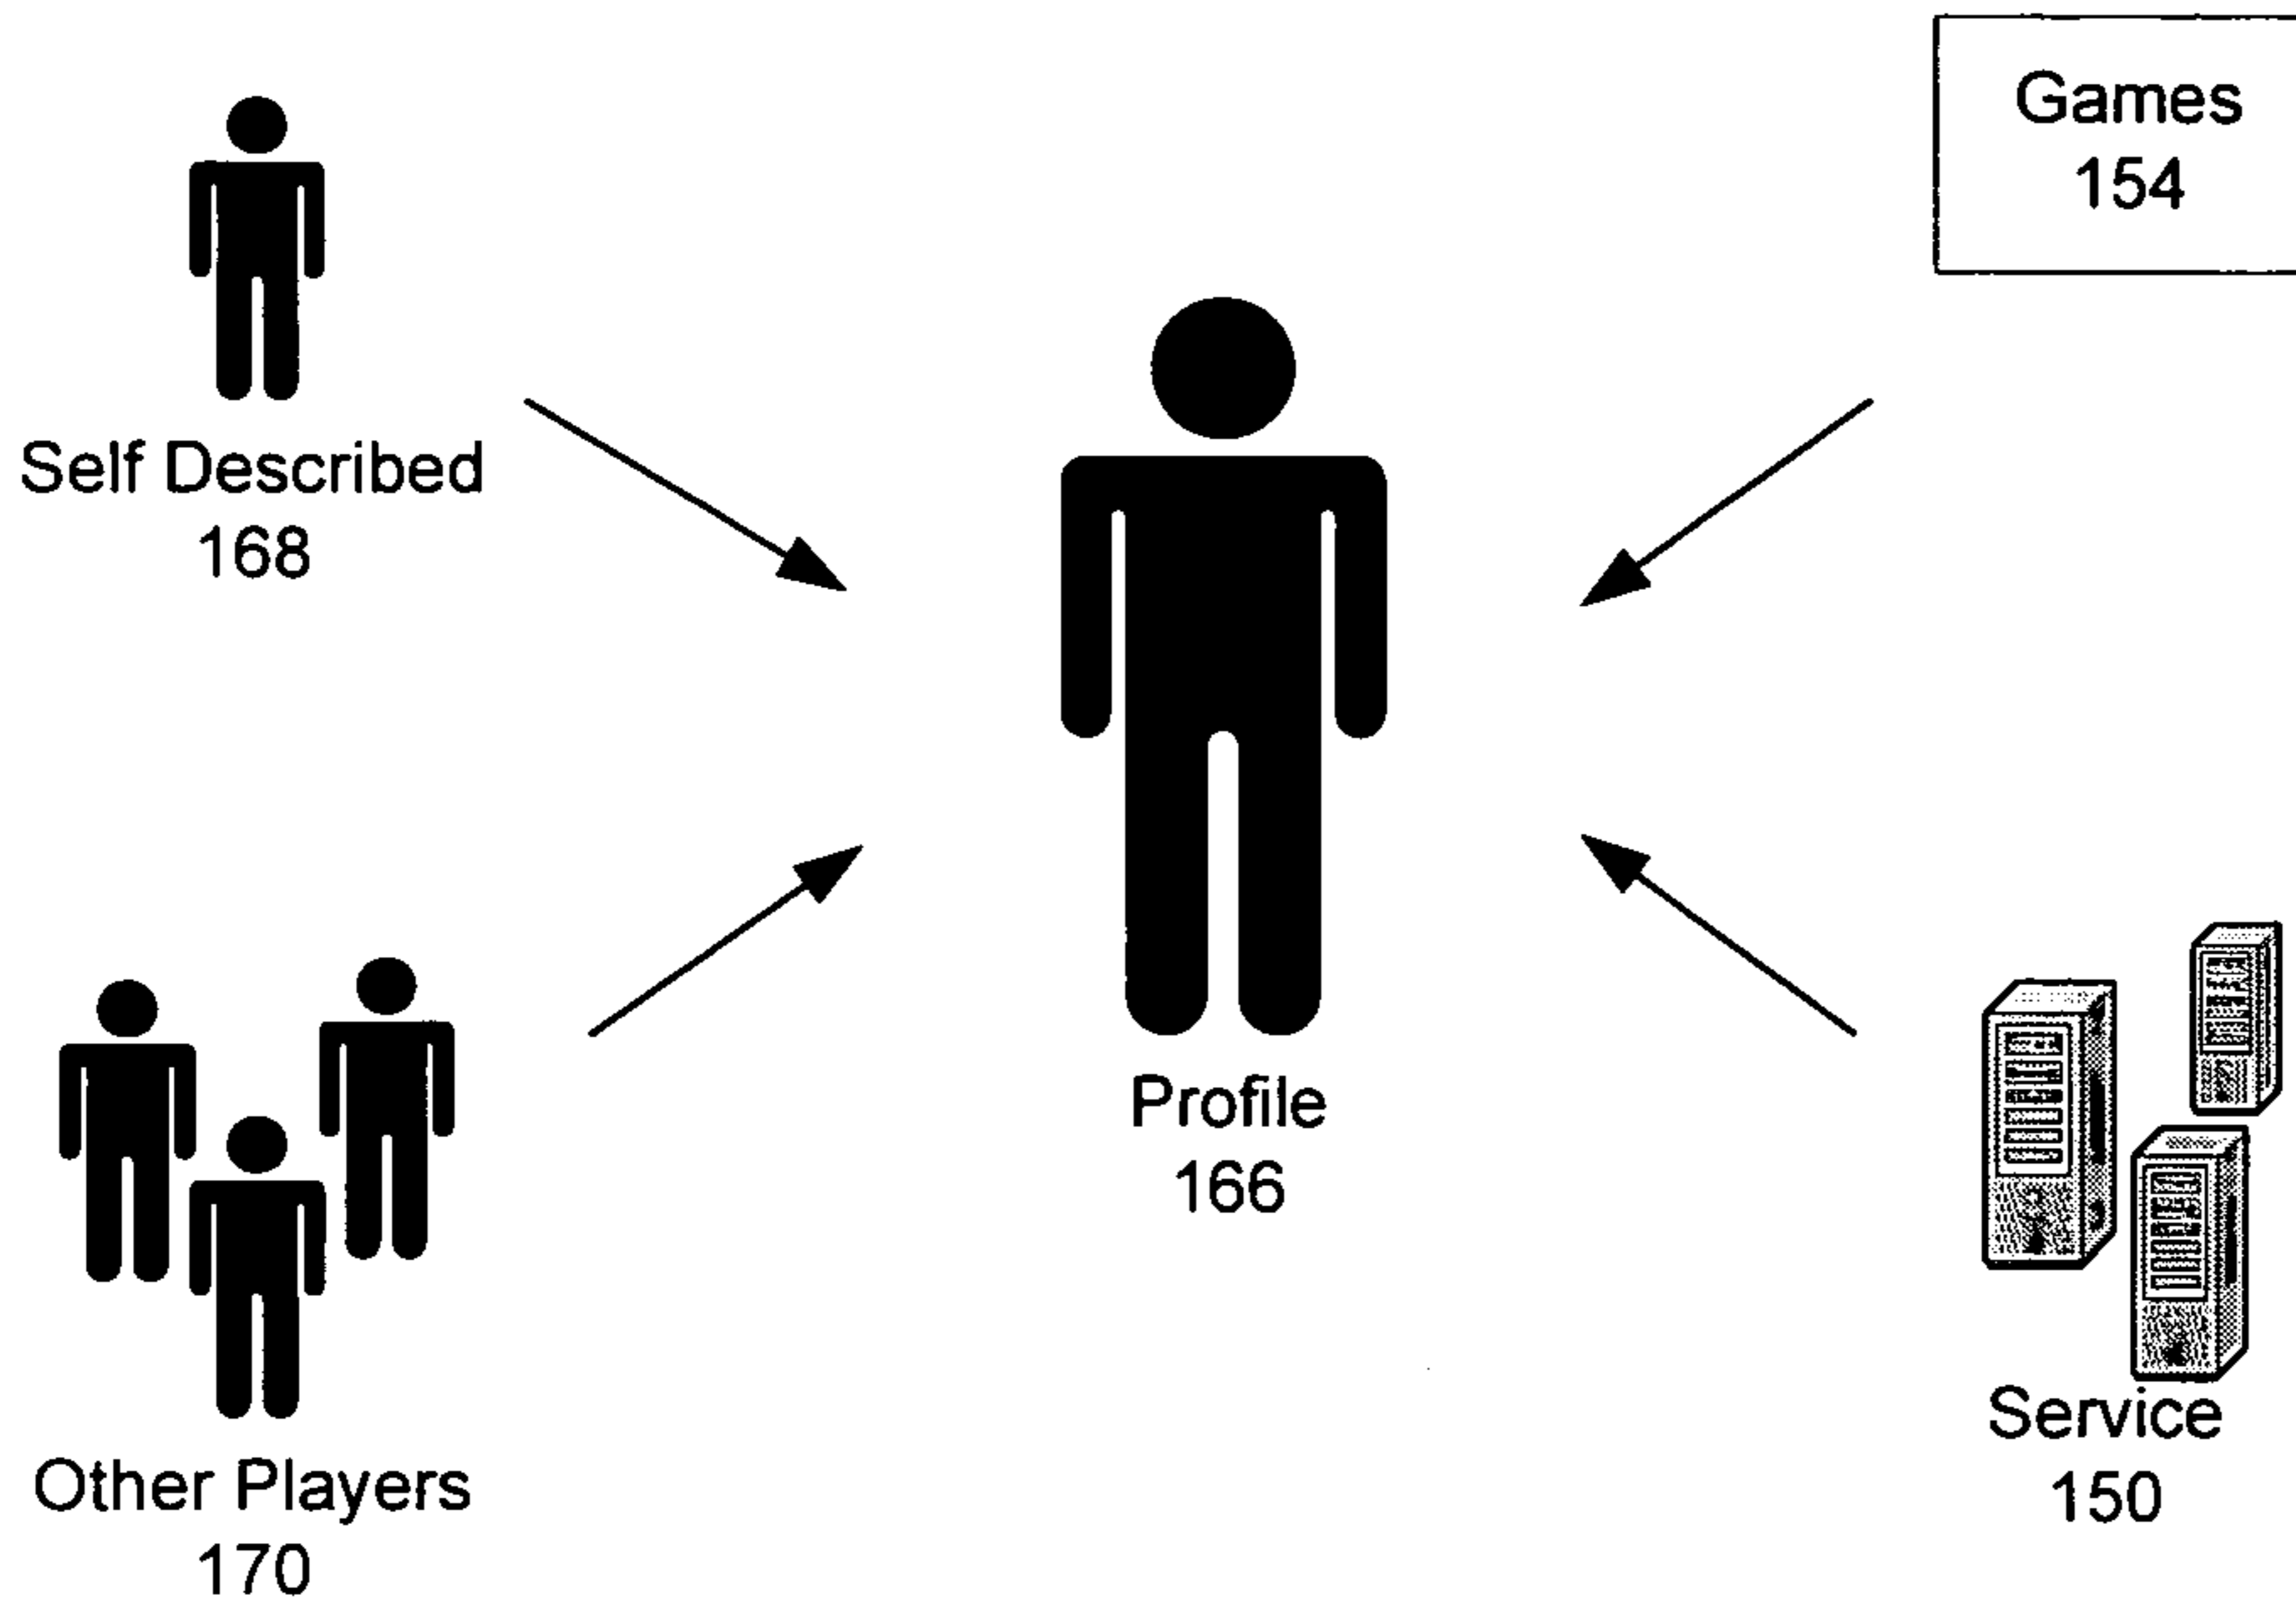 Games
154
Self Described
168
Profile
166
Other Players
170
Service
150